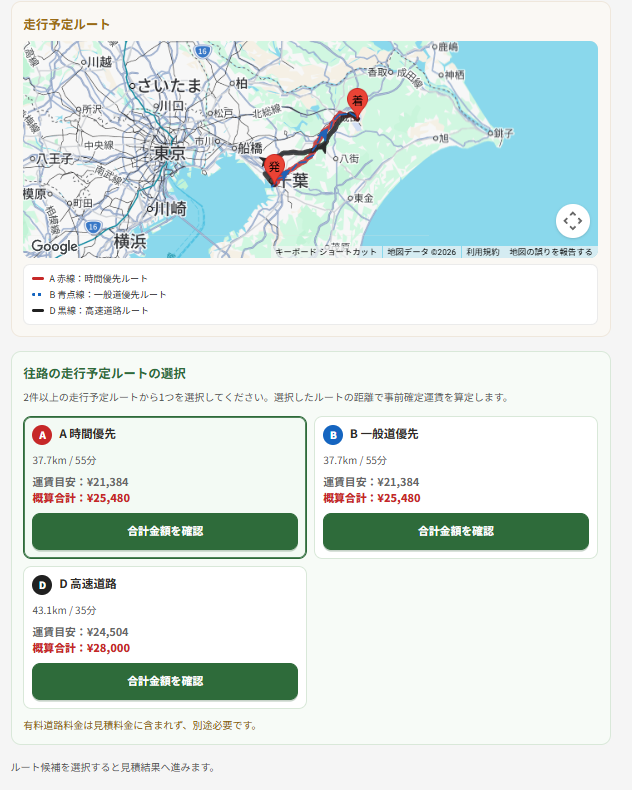 走行予定ルート
16
川越
さいたま
柏
香取
成田線
鹿嶋
神栖
所沢
川口
松戸
北総線
八王子
中央線
東京
市川
船橋
着
旭
銚子
八街
発
千葉
南武線
町田
相模線
川崎
東金
16
横浜
Google
キーボード ショートカット
地図データ ©2026
利用規約
地図の誤りを報告する
A 赤線：時間優先ルート
B 青点線：一般道優先ルート
D 黒線：高速道路ルート
往路の走行予定ルートの選択
2件以上の走行予定ルートから1つを選択してください。選択したルートの距離で事前確定運賃を算定します。
A A 時間優先
37.7km / 55分
運賃目安：¥21,384
概算合計：¥25,480
合計金額を確認
B B 一般道優先
37.7km / 55分
運賃目安：¥21,384
概算合計：¥25,480
合計金額を確認
D D 高速道路
43.1km / 35分
運賃目安：¥24,504
概算合計：¥28,000
合計金額を確認
有料道路料金は見積料金に含まれず、別途必要です。
ルート候補を選択すると見積結果へ進みます。